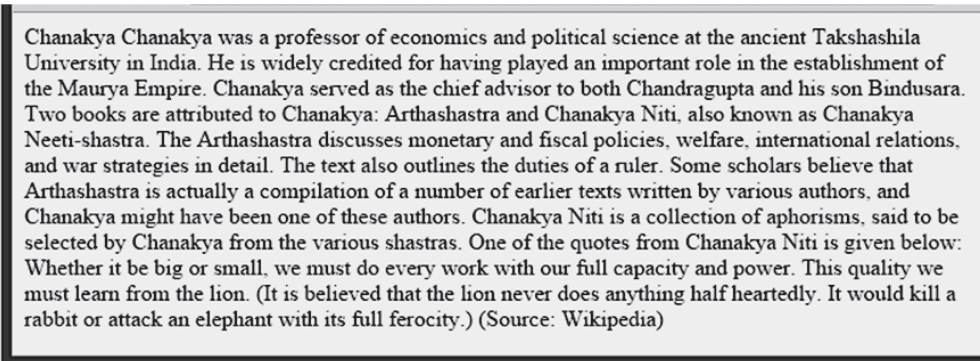 Chanakya Chanakya was a professor of economics and political science at the ancient Takshashila
University in India. He is widely credited for having played an important role in the establishment of
the Maurya Empire. Chanakya served as the chief advisor to both Chandragupta and his son Bindusara.
Two books are attributed to Chanakya: Arthashastra and Chanakya Niti, also known as Chanakya
Neeti-shastra. The Arthashastra discusses monetary and fiscal policies, welfare, international relations,
and war strategies in detail. The text also outlines the duties of a ruler. Some scholars believe that
Arthashastra is actually a compilation of a number of earlier texts written by various authors, and
Chanakya might have been one of these authors. Chanakya Niti is a collection of aphorisms, said to be
selected by Chanakya from the various shastras. One of the quotes from Chanakya Niti is given below:
Whether it be big or small, we must do every work with our full capacity and power. This quality we
must learn from the lion. (It is believed that the lion never does anything half heartedly. It would kill a
rabbit or attack an elephant with its full ferocity.) (Source: Wikipedia)